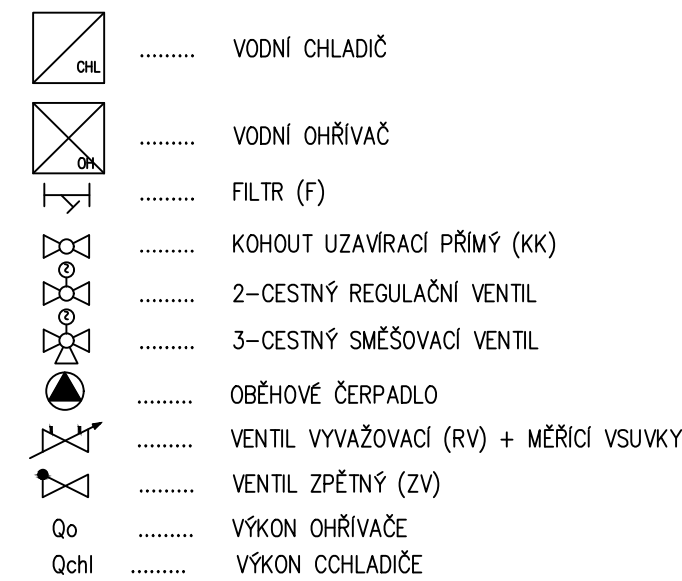 CHL ......... VODNÍ CHLADIČ
OH ......... VODNÍ OHŘÍVAČ
......... FILTR (F)
......... KOHOUT UZAVÍRACÍ PŘÍMÝ (KK)
......... 2-CESTNÝ REGULAČNÍ VENTIL
......... 3-CESTNÝ SMĚŠOVACÍ VENTIL
......... OBĚHOVÉ ČERPADLO
......... VENTIL VYVAŽOVACÍ (RV) + MĚŘÍCÍ VSUVKY
......... VENTIL ZPĚTNÝ (ZV)
Qo ......... VÝKON OHŘÍVAČE
Qchl ......... VÝKON CCHLADIČE